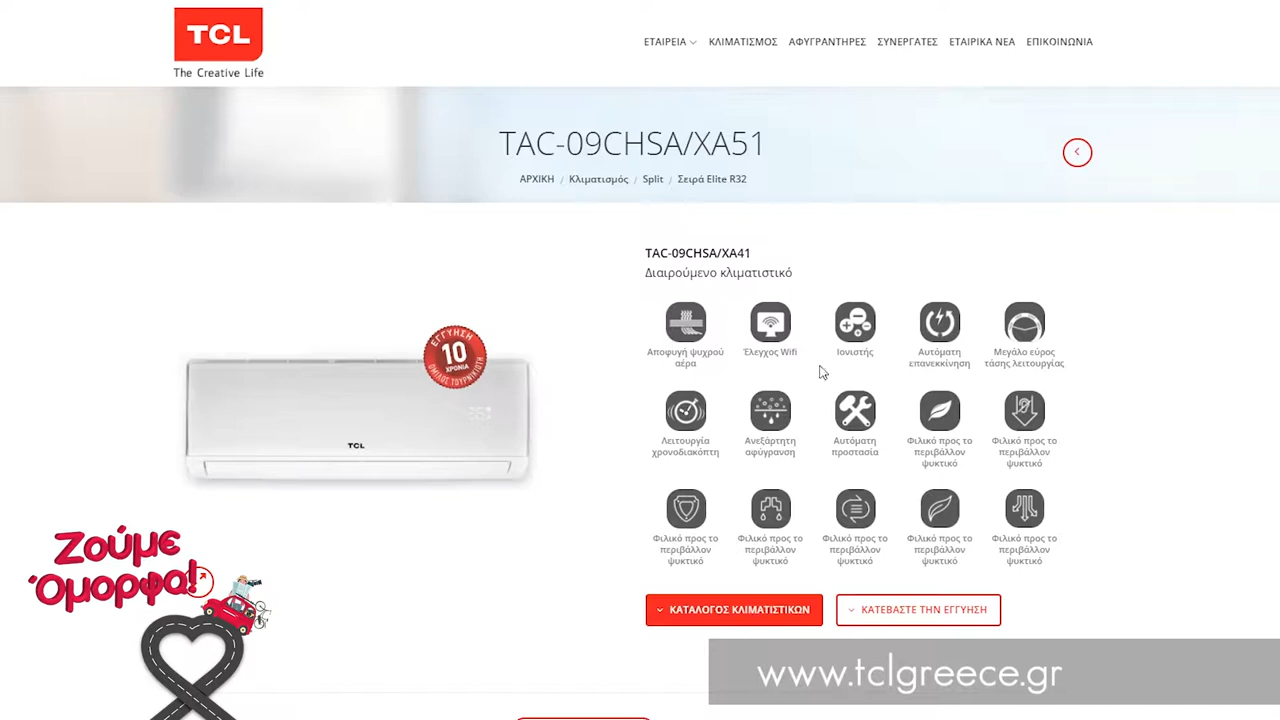 TCL
The Creative Life
ΕΤΑΙΡΕΙΑ ΚΛΙΜΑΤΙΣΜΟΣ ΑΦΥΓΡΑΝΤΗΡΕΣ ΣΥΝΕΡΓΑΤΕΣ ΕΤΑΙΡΙΚΑ ΝΕΑ ΕΠΙΚΟΙΝΩΝΙΑ
TAC-09CHSA/XA51
ΑΡΧΙΚΗ / Κλιματισμός / Split / Σειρά Elite R32
TAC-09CHSA/XA41
Διαιρούμενο κλιματιστικό
Αποφυγή ψυχρού
αέρα
Έλεγχος Wifi
Ιονιστής
Αυτόματη
επανεκκίνηση
Μεγάλο εύρος
τάσης λειτουργίας
Λειτουργία
χρονοδιακόπτη
Ανεξάρτητη
αφύγρανση
Αυτόματη
προστασία
Φιλικό προς το
περιβάλλον
ψυκτικό
Φιλικό προς το
περιβάλλον
ψυκτικό
Φιλικό προς το
περιβάλλον
ψυκτικό
Φιλικό προς το
περιβάλλον
ψυκτικό
Φιλικό προς το
περιβάλλον
ψυκτικό
Φιλικό προς το
περιβάλλον
ψυκτικό
Φιλικό προς το
περιβάλλον
ψυκτικό
ΕΓΓΥΗΣΗ
10
ΧΡΟΝΙΑ
ΟΜΙΛΟΣ ΤΟΥΡΝΙΚΙΩΤΗ
TCL
Ζούμε
Όμορφα!
ΚΑΤΑΛΟΓΟΣ ΚΛΙΜΑΤΙΣΤΙΚΩΝ
ΚΑΤΕΒΑΣΤΕ ΤΗΝ ΕΓΓΥΗΣΗ
www.tclgreece.gr